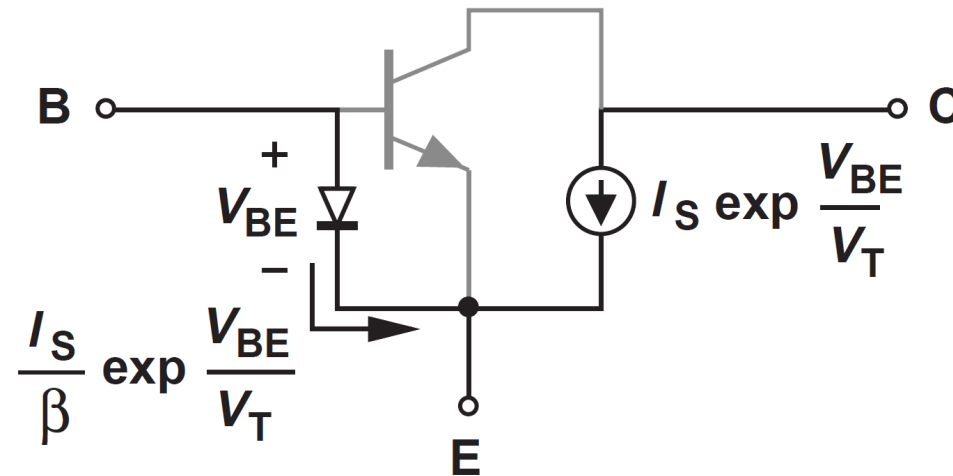 B
C
+
V_BE
−
I_S exp V_BE / V_T
I_S / β exp V_BE / V_T
E